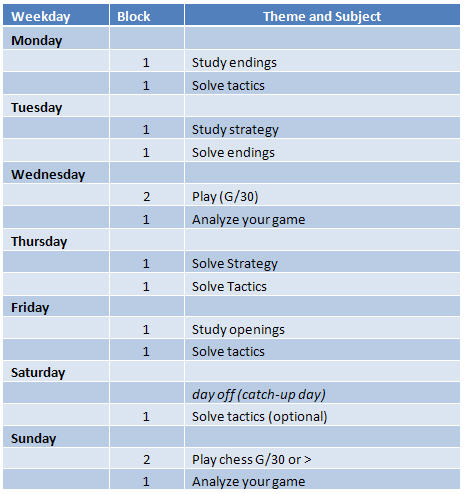 Weekday Block Theme and Subject
Monday
1 Study endings
1 Solve tactics
Tuesday
1 Study strategy
1 Solve endings
Wednesday
2 Play (G/30)
1 Analyze your game
Thursday
1 Solve Strategy
1 Solve Tactics
Friday
1 Study openings
1 Solve tactics
Saturday
day off (catch-up day)
1 Solve tactics (optional)
Sunday
2 Play chess G/30 or >
1 Analyze your game